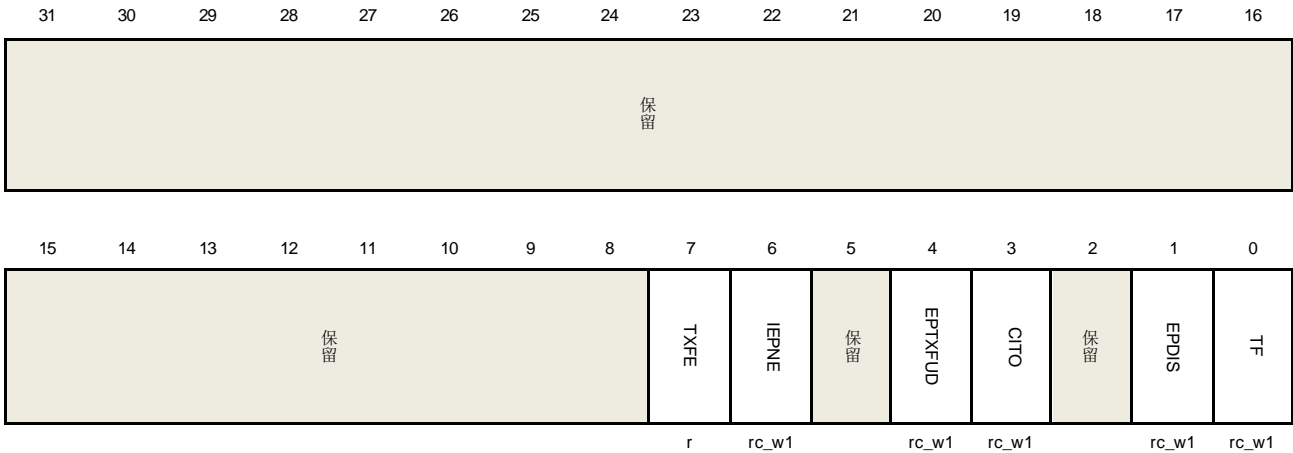 31 30 29 28 27 26 25 24 23 22 21 20 19 18 17 16
保留
15 14 13 12 11 10 9 8 7 6 5 4 3 2 1 0
保留 TXFE IEPNE 保留 EPTXFUD CITO 保留 EPDIS TF
r rc_w1 rc_w1 rc_w1 rc_w1 rc_w1